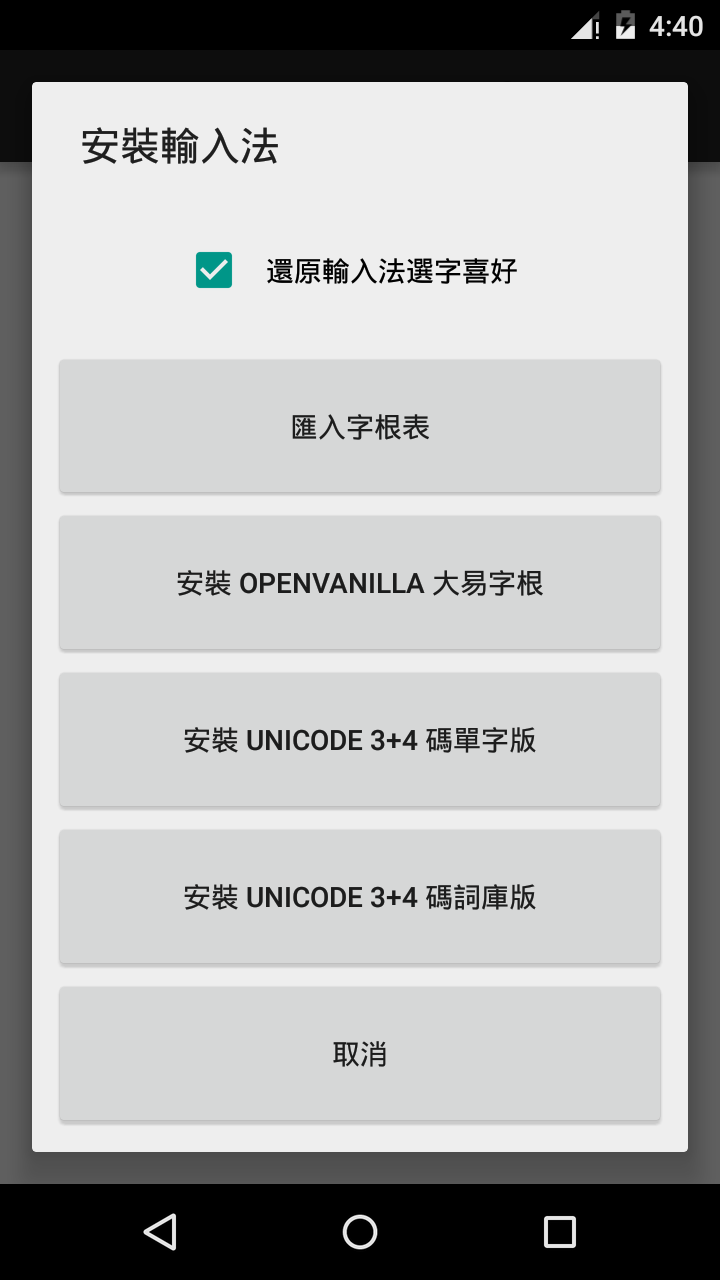 4:40
安裝輸入法
還原輸入法選字喜好
匯入字根表
安裝 OPENVANILLA 大易字根
安裝 UNICODE 3+4 碼單字版
安裝 UNICODE 3+4 碼詞庫版
取消